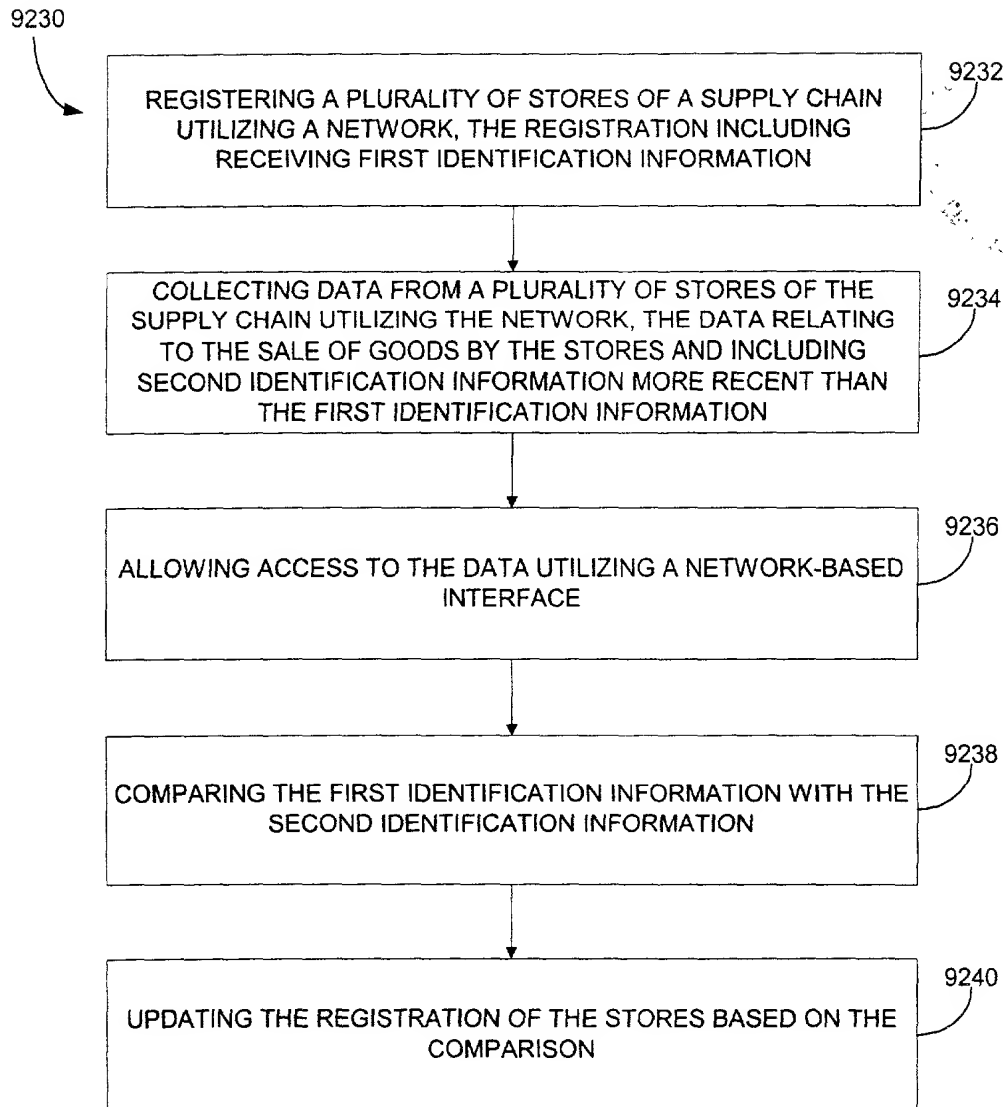 9230
9232
REGISTERING A PLURALITY OF STORES OF A SUPPLY CHAIN
UTILIZING A NETWORK, THE REGISTRATION INCLUDING
RECEIVING FIRST IDENTIFICATION INFORMATION
9234
COLLECTING DATA FROM A PLURALITY OF STORES OF THE
SUPPLY CHAIN UTILIZING THE NETWORK, THE DATA RELATING
TO THE SALE OF GOODS BY THE STORES AND INCLUDING
SECOND IDENTIFICATION INFORMATION MORE RECENT THAN
THE FIRST IDENTIFICATION INFORMATION
9236
ALLOWING ACCESS TO THE DATA UTILIZING A NETWORK-BASED
INTERFACE
9238
COMPARING THE FIRST IDENTIFICATION INFORMATION WITH THE
SECOND IDENTIFICATION INFORMATION
9240
UPDATING THE REGISTRATION OF THE STORES BASED ON THE
COMPARISON